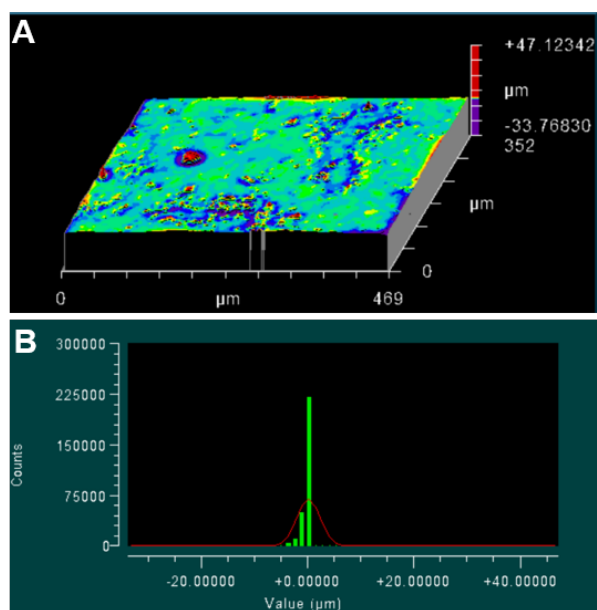 A
+47.12342
µm
-33.76830
352
µm
0
0
µm
469
B
300000
225000
150000
75000
0
Counts
-20.00000
+0.00000
+20.00000
+40.00000
Value (µm)